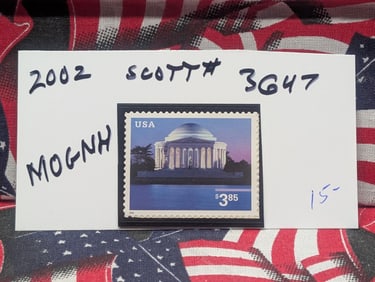 2002 SCOTT# 3647
MOGNH
USA
$3.85
15-